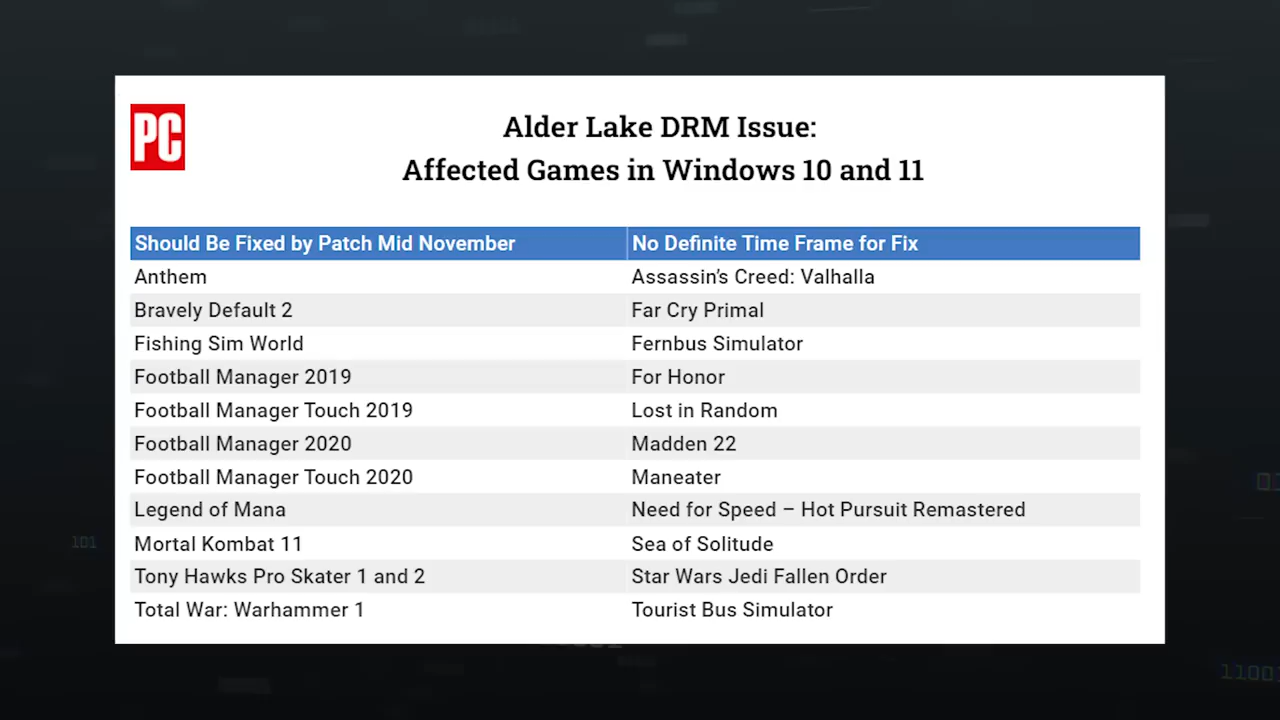 PC
Alder Lake DRM Issue:
Affected Games in Windows 10 and 11
Should Be Fixed by Patch Mid November No Definite Time Frame for Fix
Anthem Assassin’s Creed: Valhalla
Bravely Default 2 Far Cry Primal
Fishing Sim World Fernbus Simulator
Football Manager 2019 For Honor
Football Manager Touch 2019 Lost in Random
Football Manager 2020 Madden 22
Football Manager Touch 2020 Maneater
Legend of Mana Need for Speed – Hot Pursuit Remastered
Mortal Kombat 11 Sea of Solitude
Tony Hawks Pro Skater 1 and 2 Star Wars Jedi Fallen Order
Total War: Warhammer 1 Tourist Bus Simulator
101